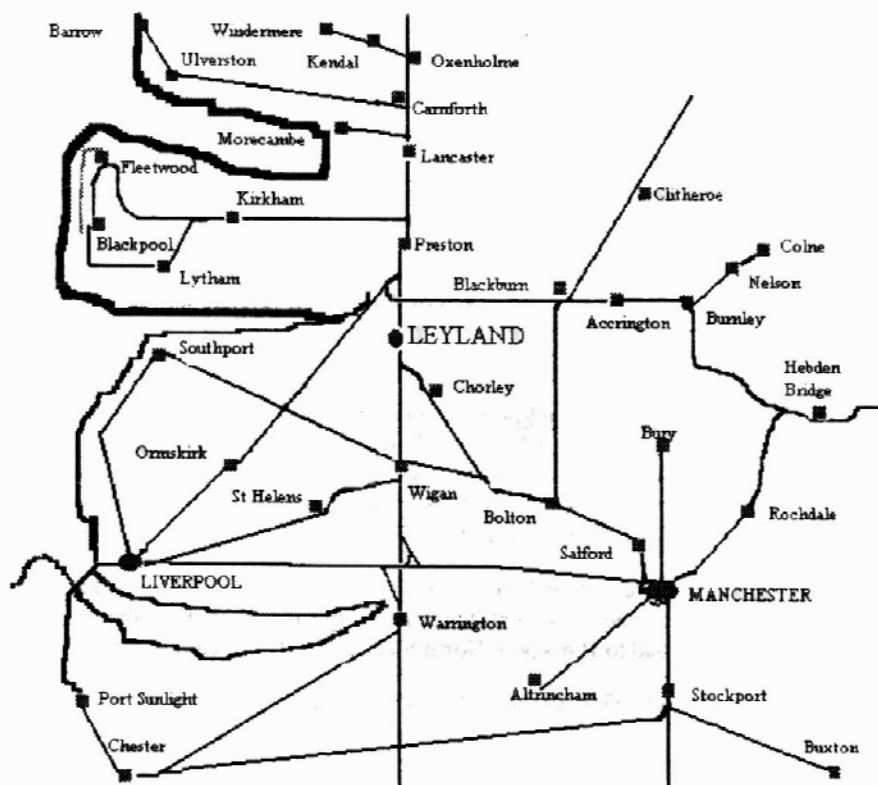 Barrow
Windermere
Ulverston
Kendal
Oxenholme
Carnforth
Morecambe
Lancaster
Fleetwood
Kirkham
Clitheroe
Blackpool
Preston
Colne
Lytham
Blackburn
Nelson
Accrington
Burnley
LEYLAND
Southport
Chorley
Hebden
Bridge
Bury
Ormskirk
St Helens
Wigan
Bolton
Rochdale
Salford
LIVERPOOL
MANCHESTER
Warrington
Port Sunlight
Altrincham
Stockport
Chester
Buxton